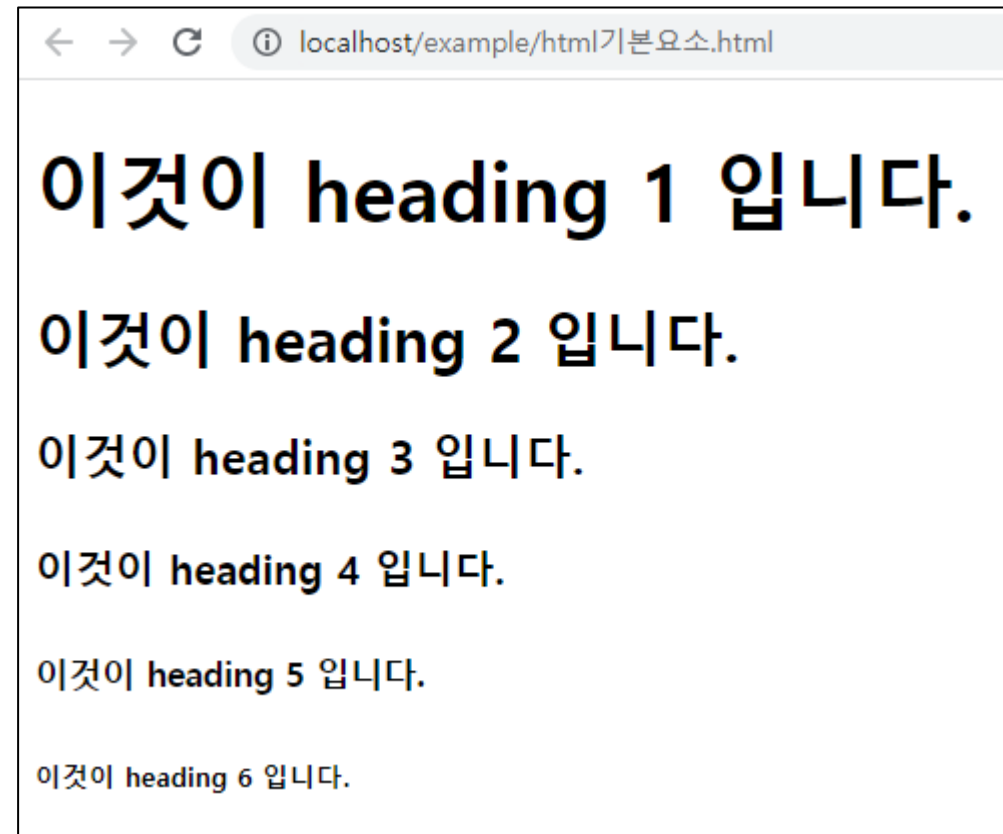 localhost/example/html기본요소.html
이것이 heading 1 입니다.
이것이 heading 2 입니다.
이것이 heading 3 입니다.
이것이 heading 4 입니다.
이것이 heading 5 입니다.
이것이 heading 6 입니다.